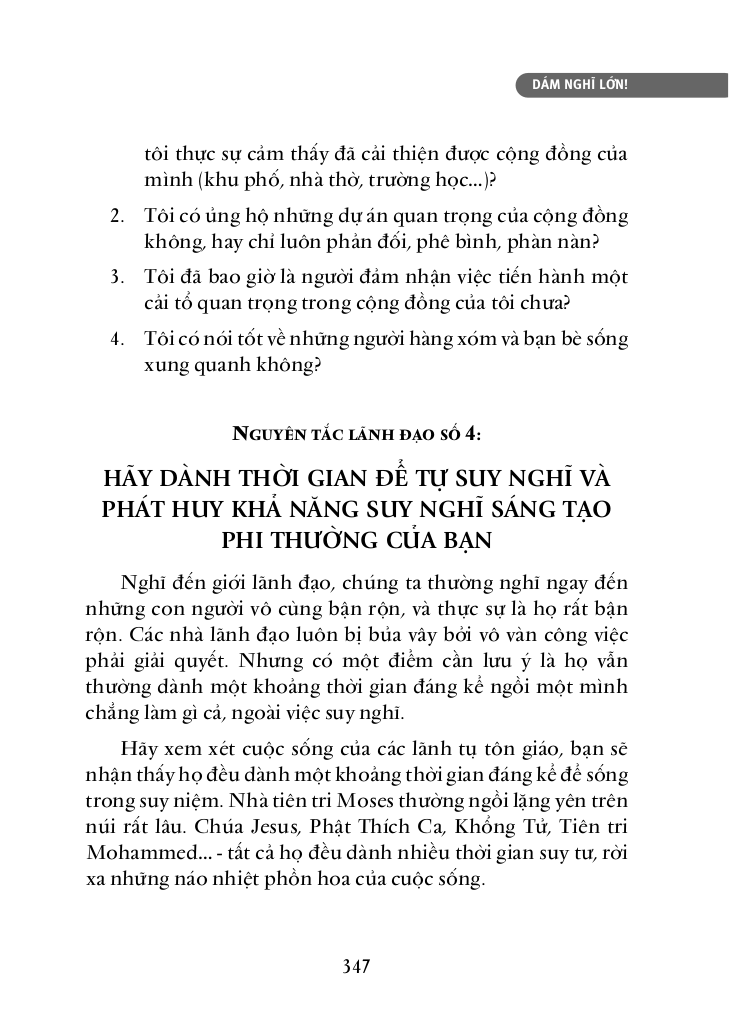 DÁM NGHĨ LỚN!
tôi thực sự cảm thấy đã cải thiện được cộng đồng của
mình (khu phố, nhà thờ, trường học...)?
2. Tôi có ủng hộ những dự án quan trọng của cộng đồng
không, hay chỉ luôn phản đối, phê bình, phàn nàn?
3. Tôi đã bao giờ là người đảm nhận việc tiến hành một
cải tổ quan trọng trong cộng đồng của tôi chưa?
4. Tôi có nói tốt về những người hàng xóm và bạn bè sống
xung quanh không?
Nguyên tắc lãnh đạo số 4:
HÃY DÀNH THỜI GIAN ĐỂ TỰ SUY NGHĨ VÀ
PHÁT HUY KHẢ NĂNG SUY NGHĨ SÁNG TẠO
PHI THƯỜNG CỦA BẠN
Nghĩ đến giới lãnh đạo, chúng ta thường nghĩ ngay đến
những con người vô cùng bận rộn, và thực sự là họ rất bận
rộn. Các nhà lãnh đạo luôn bị bủa vây bởi vô vàn công việc
phải giải quyết. Nhưng có một điểm cần lưu ý là họ vẫn
thường dành một khoảng thời gian đáng kể ngồi một mình
chẳng làm gì cả, ngoài việc suy nghĩ.
Hãy xem xét cuộc sống của các lãnh tụ tôn giáo, bạn sẽ
nhận thấy họ đều dành một khoảng thời gian đáng kể để sống
trong suy niệm. Nhà tiên tri Moses thường ngồi lặng yên trên
núi rất lâu. Chúa Jesus, Phật Thích Ca, Khổng Tử, Tiên tri
Mohammed... - tất cả họ đều dành nhiều thời gian suy tư, rời
xa những náo nhiệt phồn hoa của cuộc sống.
347